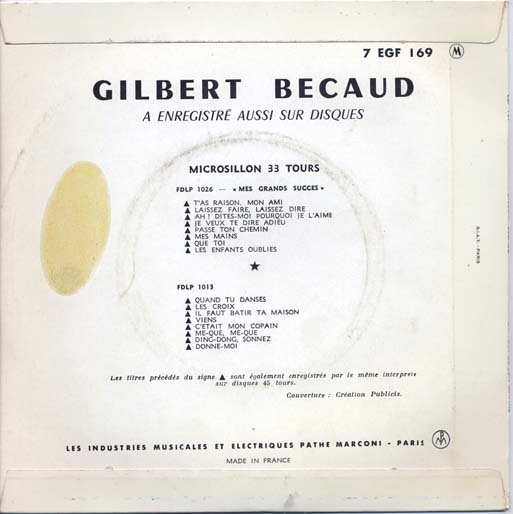 7 EGF 169 M
GILBERT BECAUD
A ENREGISTRÉ AUSSI SUR DISQUES
MICROSILLON 33 TOURS
FDLP 1026 — « MES GRANDS SUCCES »
▲ T'AS RAISON, MON AMI
▲ LAISSEZ FAIRE, LAISSEZ DIRE
▲ AH ! DITES-MOI POURQUOI JE L'AIME
▲ JE VEUX TE DIRE ADIEU
▲ PASSE TON CHEMIN
▲ MES MAINS
▲ QUE TOI
▲ LES ENFANTS OUBLIES
★
FDLP 1013
▲ QUAND TU DANSES
▲ LES CROIX
▲ IL FAUT BATIR TA MAISON
▲ VIENS
▲ C'ETAIT MON COPAIN
▲ ME-QUE, ME-QUE
▲ DING-DONG, SONNEZ
▲ DONNE-MOI
Les titres précédés du signe ▲ sont également enregistrés par le même interprète
sur disques 45 tours.
Couverture : Création Publicis.
LES INDUSTRIES MUSICALES ET ELECTRIQUES PATHE MARCONI - PARIS
MADE IN FRANCE